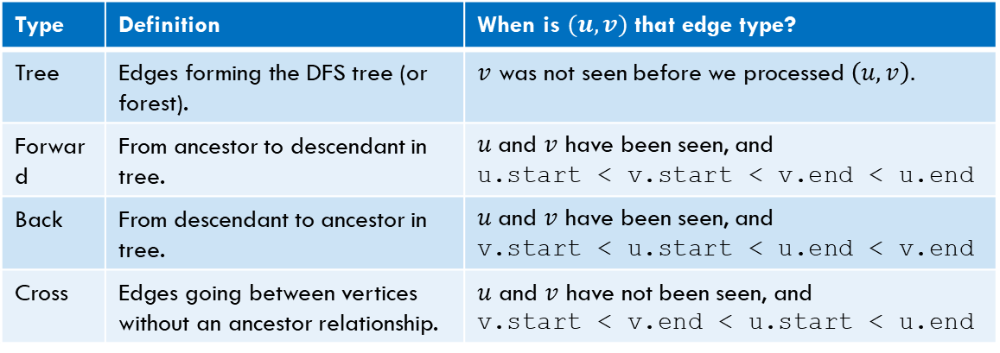 Type Definition When is (u, v) that edge type?
Tree Edges forming the DFS tree (or forest). v was not seen before we processed (u, v).
Forwar
d
From ancestor to descendant in
tree.
u and v have been seen, and
u.start < v.start < v.end < u.end
Back
From descendant to ancestor in
tree.
u and v have been seen, and
v.start < u.start < u.end < v.end
Cross
Edges going between vertices
without an ancestor relationship.
u and v have not been seen, and
v.start < v.end < u.start < u.end